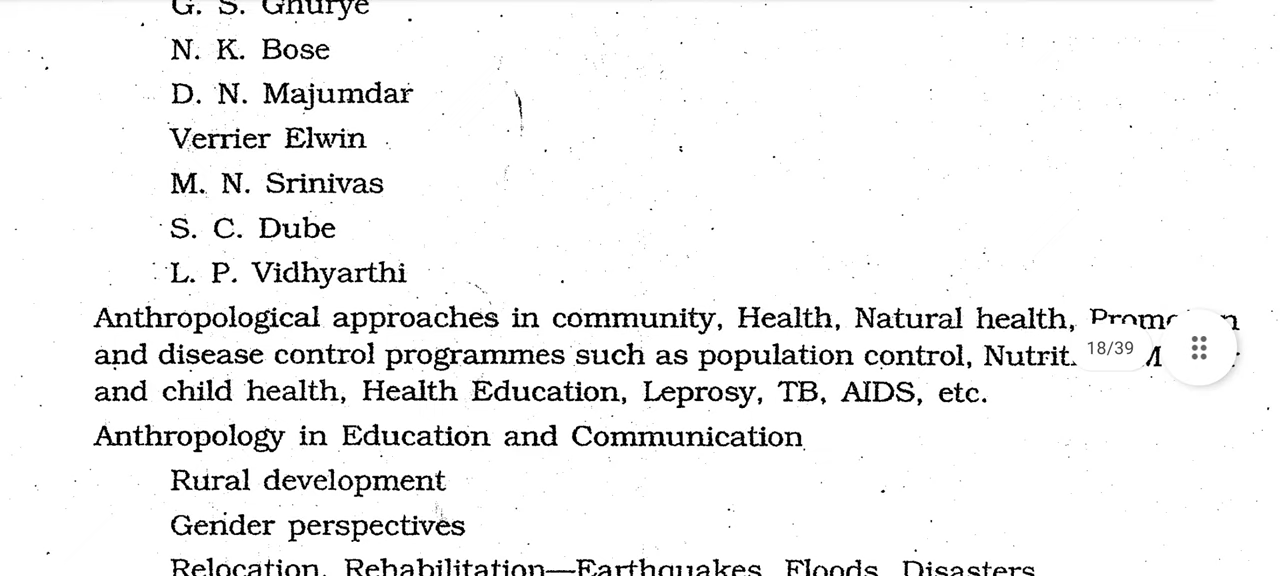 G. S. Ghurye
N. K. Bose
D. N. Majumdar
Verrier Elwin
M. N. Srinivas
S. C. Dube
L. P. Vidhyarthi
Anthropological approaches in community, Health, Natural health,
and disease control programmes such as population control, 18/39
and child health, Health Education, Leprosy, TB, AIDS, etc.
Anthropology in Education and Communication
Rural development
Gender perspectives
Relocation, Rehabilitation—Earthquakes, Floods, Disasters